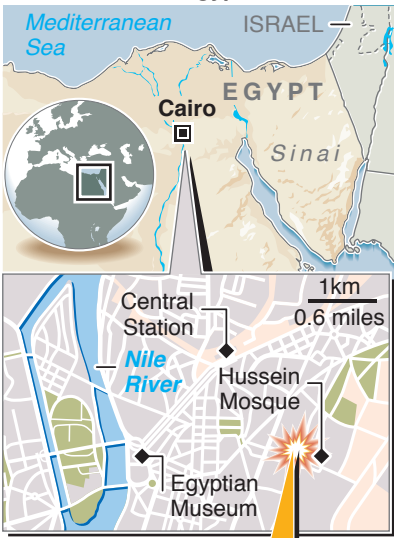 Mediterranean
Sea
ISRAEL
EGYPT
Cairo
Sinai
1km
0.6 miles
Central
Station
Nile
River
Hussein
Mosque
Egyptian
Museum